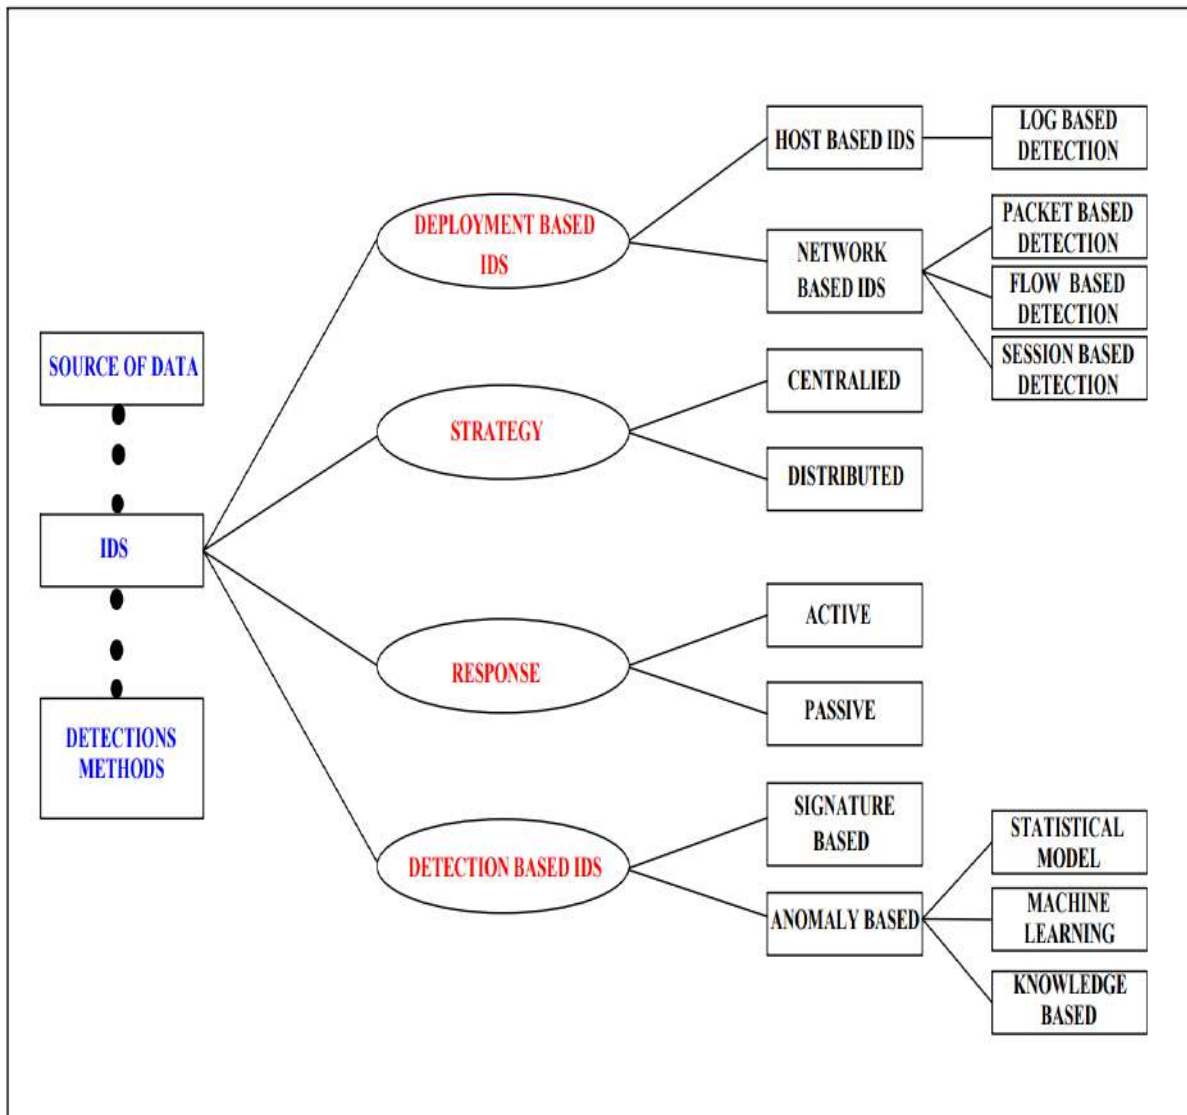 SOURCE OF DATA
IDS
DETECTIONS
METHODS
DEPLOYMENT BASED
IDS
STRATEGY
RESPONSE
DETECTION BASED IDS
HOST BASED IDS
NETWORK
BASED IDS
CENTRALIED
DISTRIBUTED
ACTIVE
PASSIVE
SIGNATURE
BASED
ANOMALY BASED
LOG BASED
DETECTION
PACKET BASED
DETECTION
FLOW BASED
DETECTION
SESSION BASED
DETECTION
STATISTICAL
MODEL
MACHINE
LEARNING
KNOWLEDGE
BASED